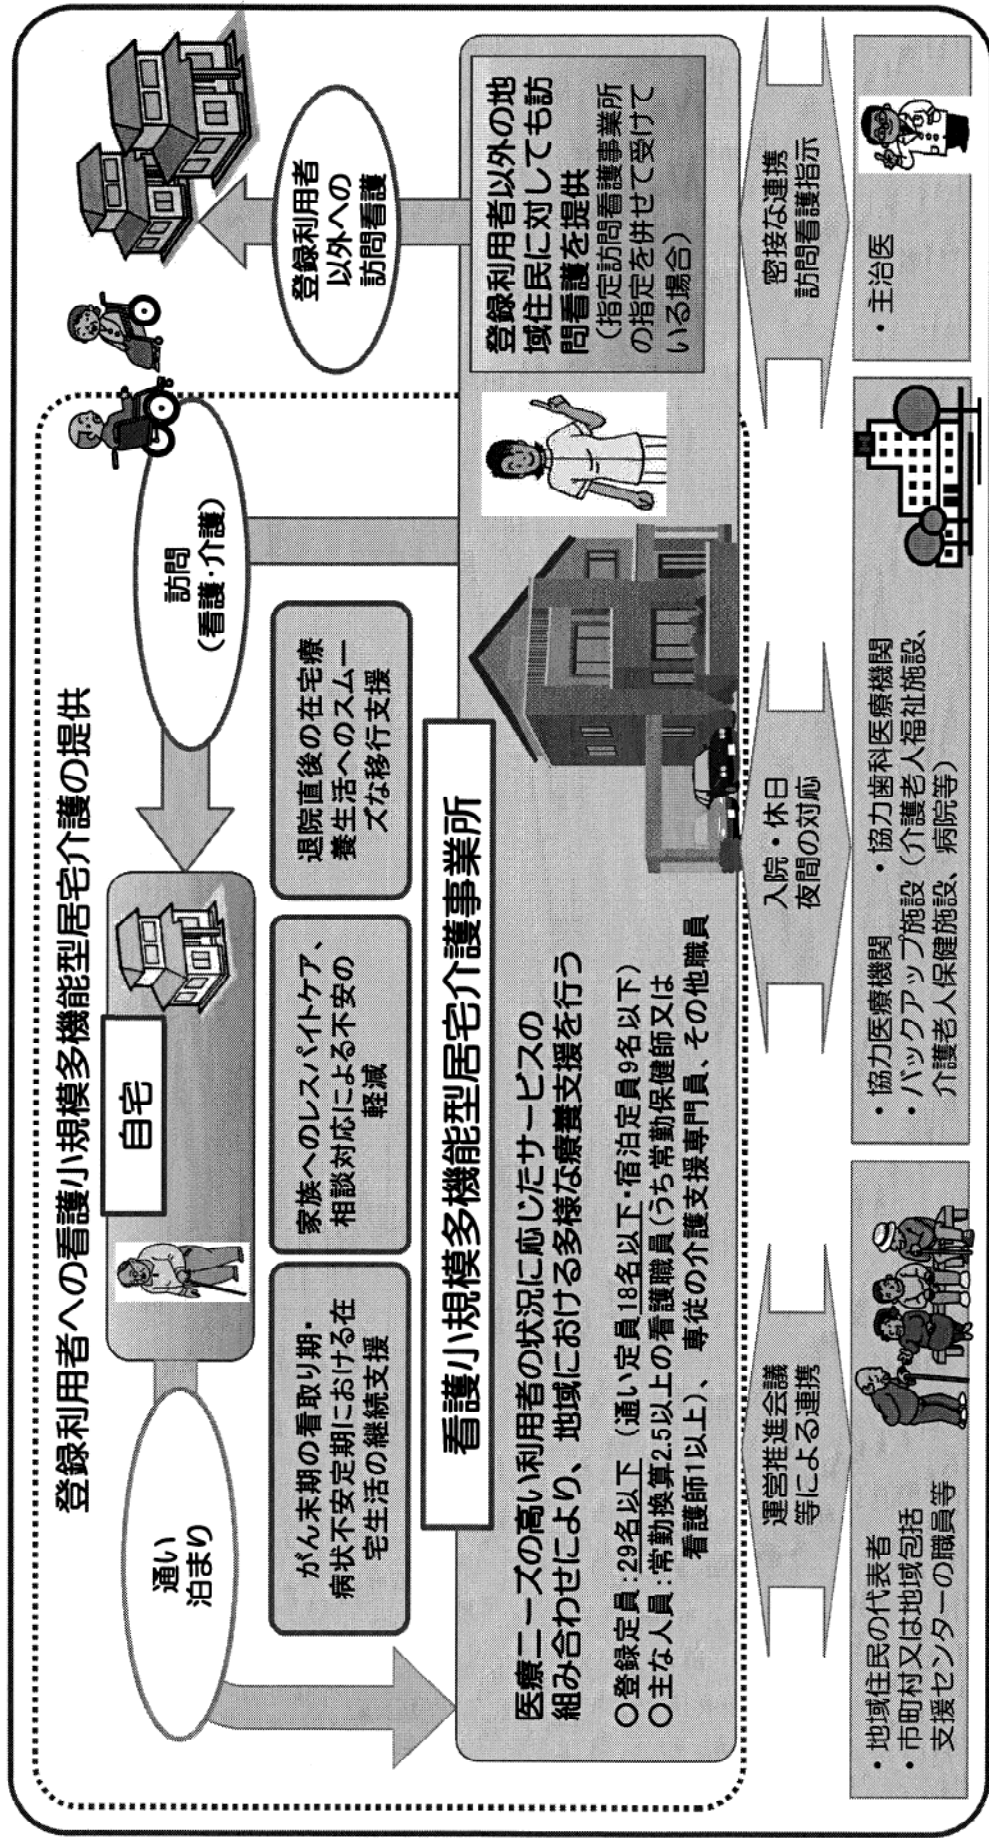 登録利用者への看護小規模多機能型居宅介護の提供
通い
泊まり
自宅
訪問
(看護・介護)
登録利用者
以外への
訪問看護
がん末期の看取り期・
病状不安定期における在
宅生活の継続支援
家族へのレスパイトケア、
相談対応による不安の
軽減
退院直後の在宅療
養生活へのスムー
ズな移行支援
看護小規模多機能型居宅介護事業所
医療ニーズの高い利用者の状況に応じたサービスの
組み合わせにより、地域における多様な療養支援を行う
○登録定員:29名以下 (通い定員18名以下・宿泊定員9名以下)
○主な人員:常勤換算2.5以上の看護職員(うち常勤保健師又は
看護師1以上)、専従の介護支援専門員、その他職員
登録利用者以外の地
域住民に対しても訪
問看護を提供
(指定訪問看護事業所
の指定を併せて受けて
いる場合)
運営推進会議
等による連携
入院・休日
夜間の対応
密接な連携
訪問看護指示
・地域住民の代表者
・市町村又は地域包括
支援センターの職員等
・協力医療機関 ・協力歯科医療機関
・バックアップ施設(介護老人福祉施設、
介護老人保健施設、病院等)
H
・主治医